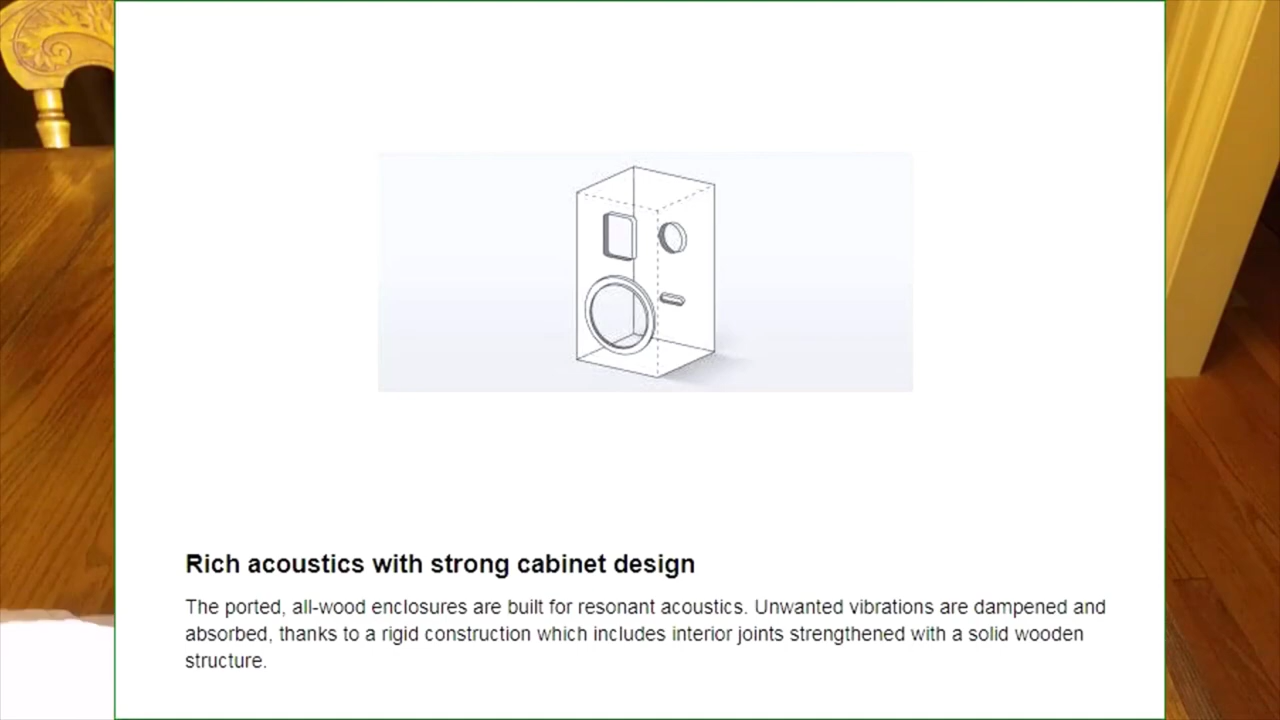 Rich acoustics with strong cabinet design
The ported, all-wood enclosures are built for resonant acoustics. Unwanted vibrations are dampened and
absorbed, thanks to a rigid construction which includes interior joints strengthened with a solid wooden
structure.